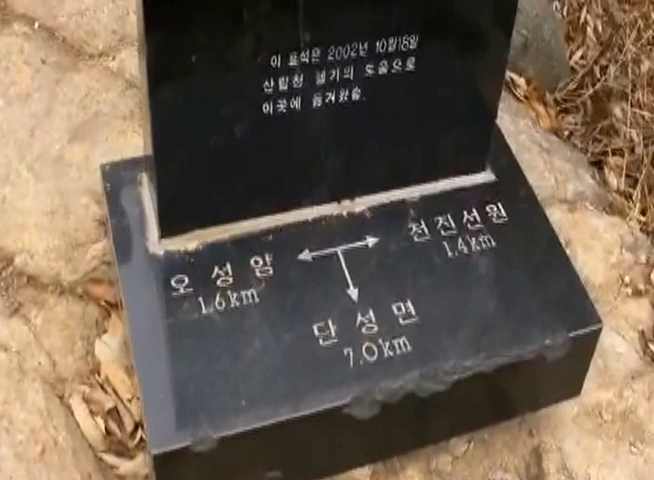 이 표석은 2002년 10월18일
산림청 헬기의 도움으로
이곳에 옮겨왔슴.
오성암
1.6km
천진선원
1.4km
단성면
7.0km